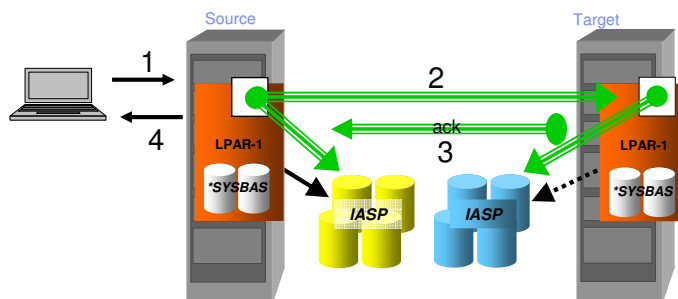 Source
Target
1
2
ack
4
3
LPAR-1
LPAR-1
*SYSBAS
*SYSBAS
IASP
IASP